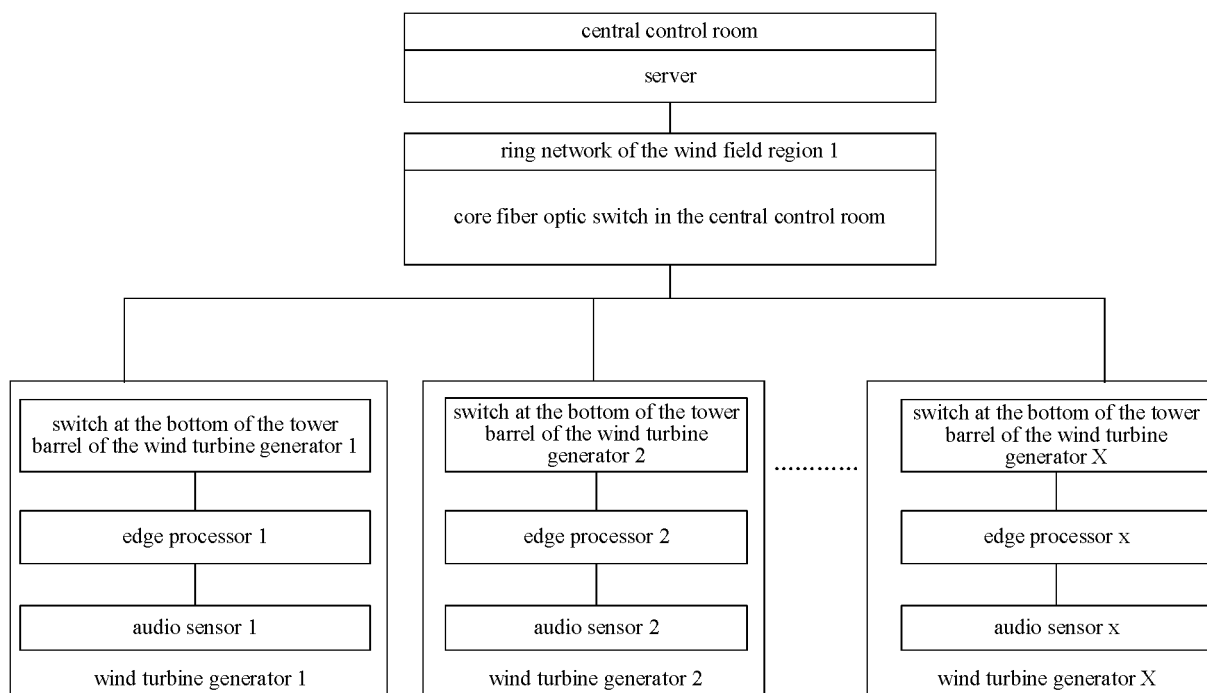 central control room
server
ring network of the wind field region 1
core fiber optic switch in the central control room
switch at the bottom of the tower
barrel of the wind turbine generator 1
edge processor 1
audio sensor 1
wind turbine generator 1
switch at the bottom of the tower
barrel of the wind turbine
generator 2
edge processor 2
audio sensor 2
wind turbine generator 2
............
switch at the bottom of the tower
barrel of the wind turbine
generator X
edge processor x
audio sensor x
wind turbine generator X